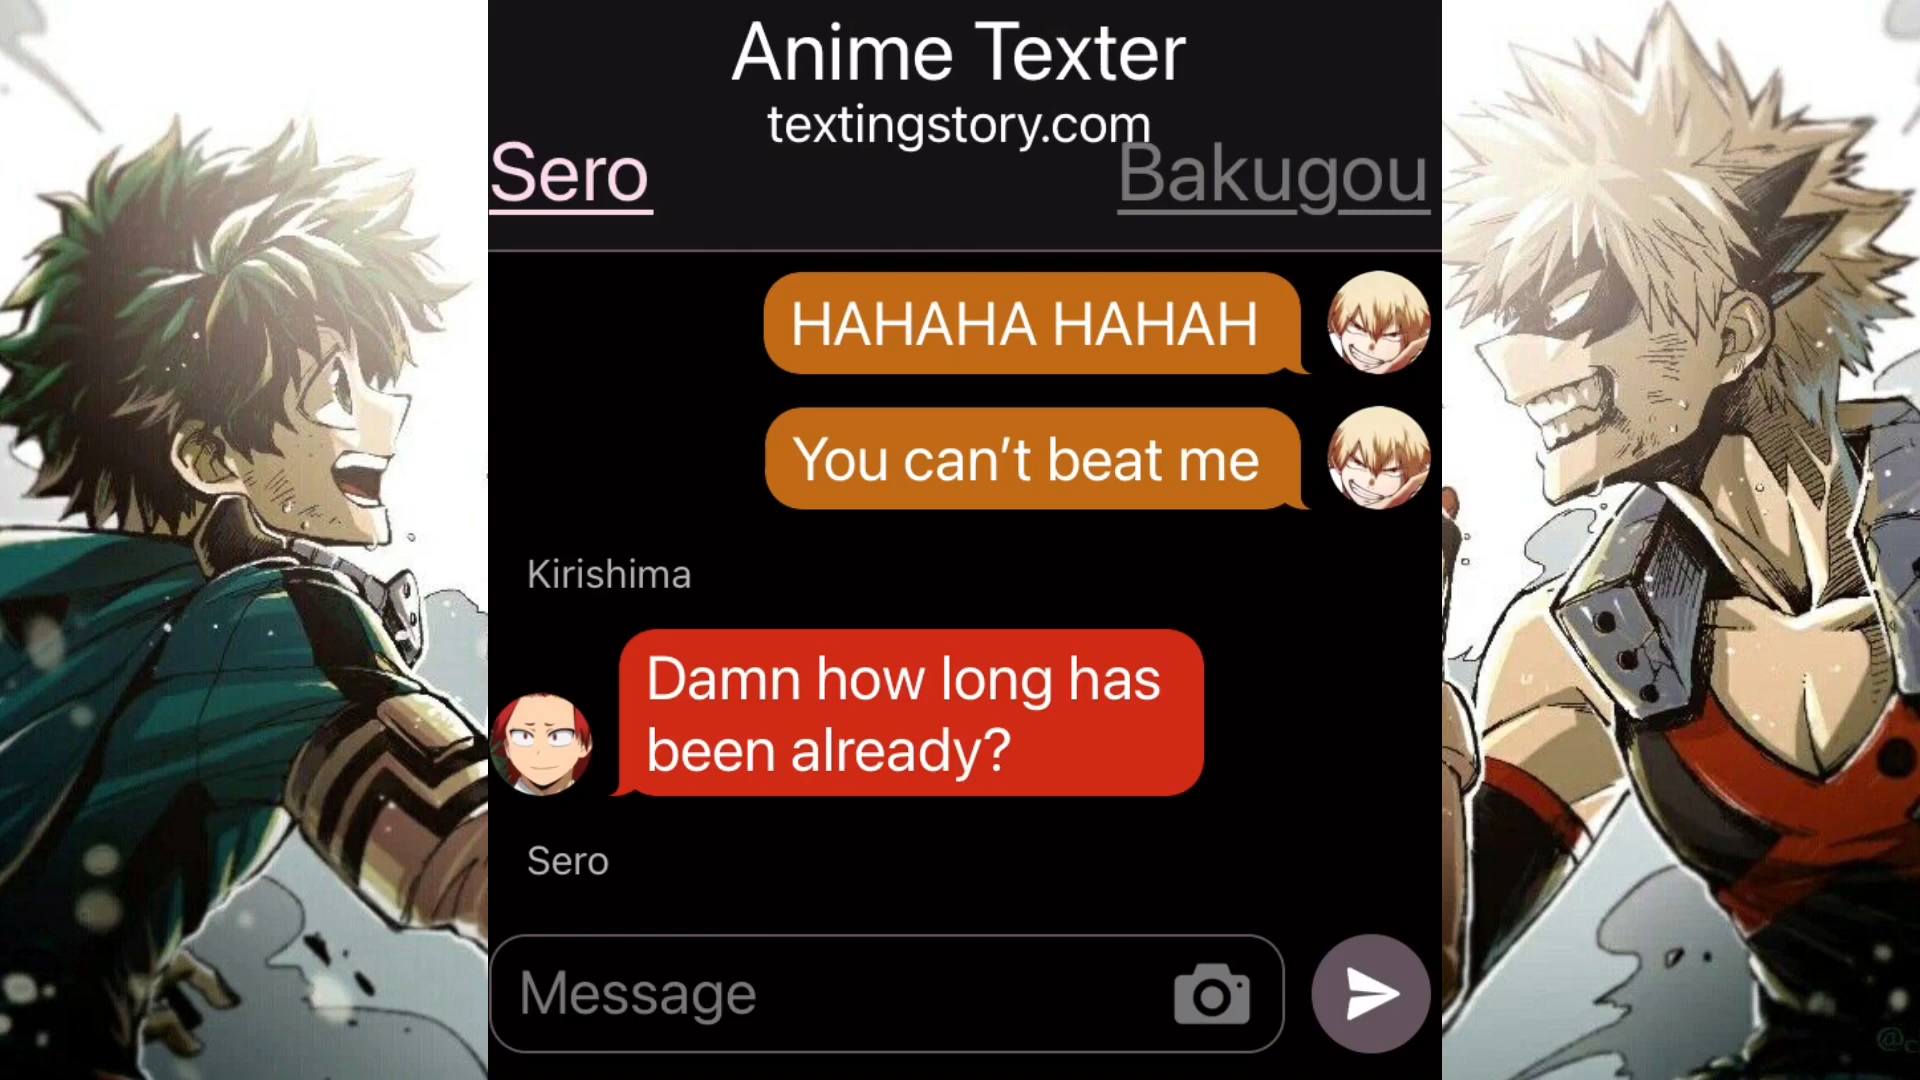 Anime Texter
textingstory.com
Sero
Bakugou
HAHAHA HAHAH
You can’t beat me
Kirishima
Damn how long has
been already?
Sero
Message